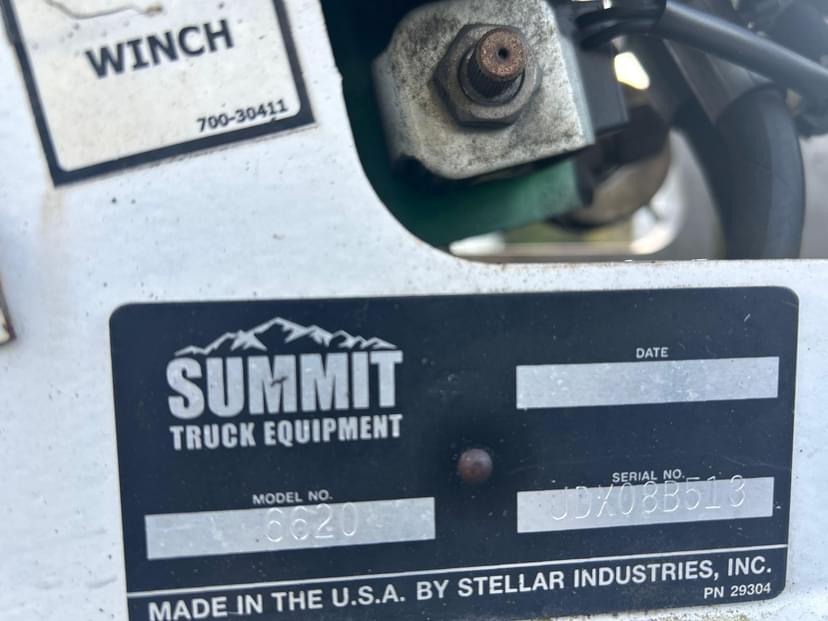 WINCH
700-30411
SUMMIT
TRUCK EQUIPMENT
DATE
MODEL NO.
6620
SERIAL NO.
JDX08B513
MADE IN THE U.S.A. BY STELLAR INDUSTRIES, INC.
PN 29304